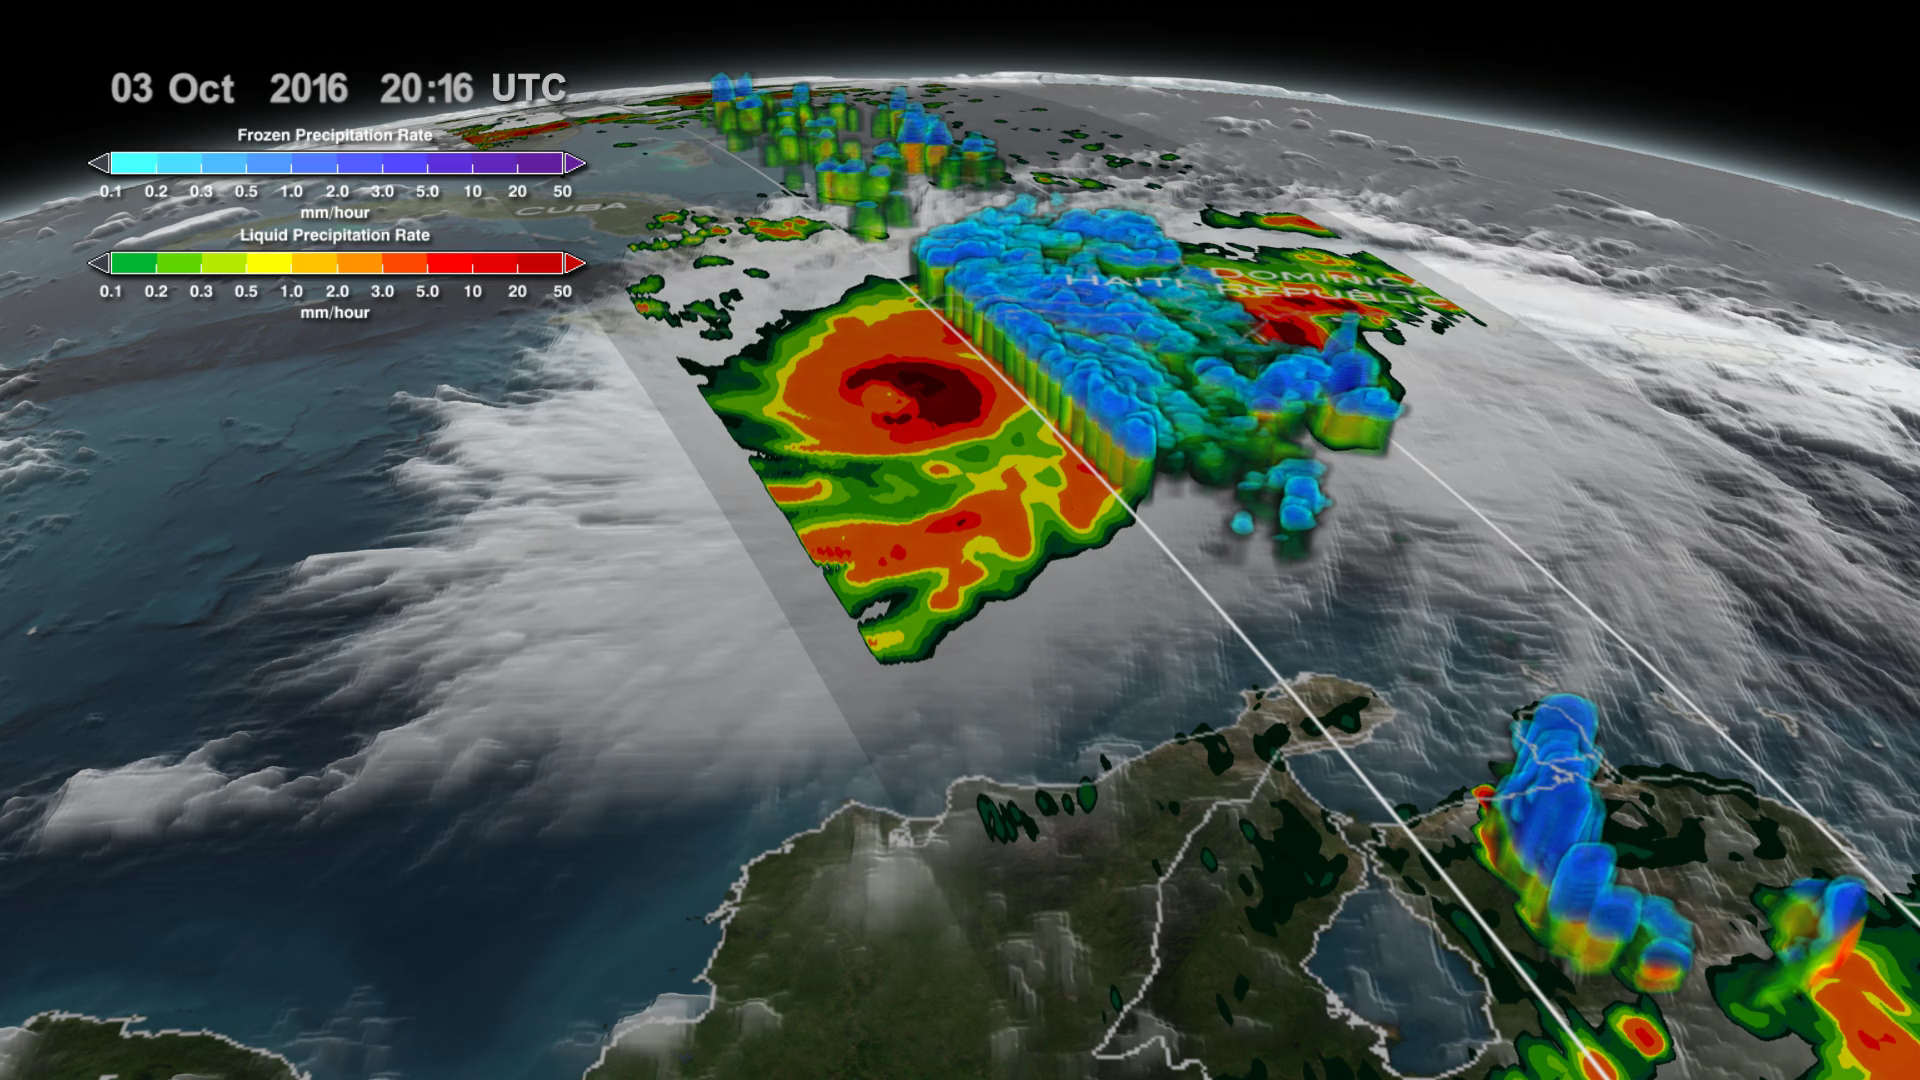 03 Oct 2016 20:16 UTC
Frozen Precipitation Rate
0.1 0.2 0.3 0.5 1.0 2.0 3.0 5.0 10 20 50
mm/hour
Liquid Precipitation Rate
0.1 0.2 0.3 0.5 1.0 2.0 3.0 5.0 10 20 50
mm/hour
CUBA
HAITI
DOMINIC
REPUBLIC